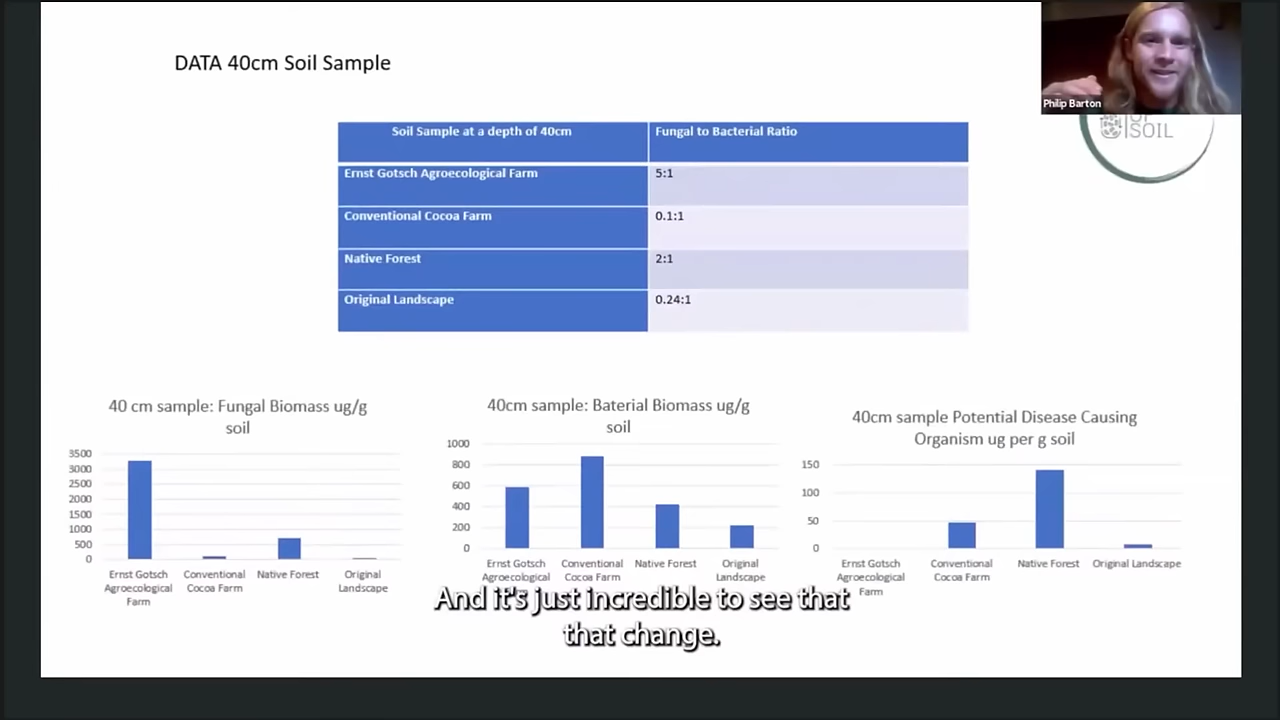 DATA 40cm Soil Sample
Philip Barton
SOIL
Soil Sample at a depth of 40cm
Fungal to Bacterial Ratio
Ernst Gotsch Agroecological Farm
5:1
Conventional Cocoa Farm
0.1:1
Native Forest
2:1
Original Landscape
0.24:1
40 cm sample: Fungal Biomass ug/g
soil
3500
3000
2500
2000
1500
1000
500
0
Ernst Gotsch
Agroecological
Farm
Conventional
Cocoa Farm
Native Forest
Original
Landscape
40cm sample: Baterial Biomass ug/g
soil
1000
800
600
400
200
0
Ernst Gotsch
Agroecological
Conventional
Cocoa Farm
Native Forest
Original
Landscape
40cm sample Potential Disease Causing
Organism ug per g soil
150
100
50
0
Ernst Gotsch
Agroecological
Farm
Conventional
Cocoa Farm
Native Forest
Original Landscape
And it's just incredible to see that
that change.